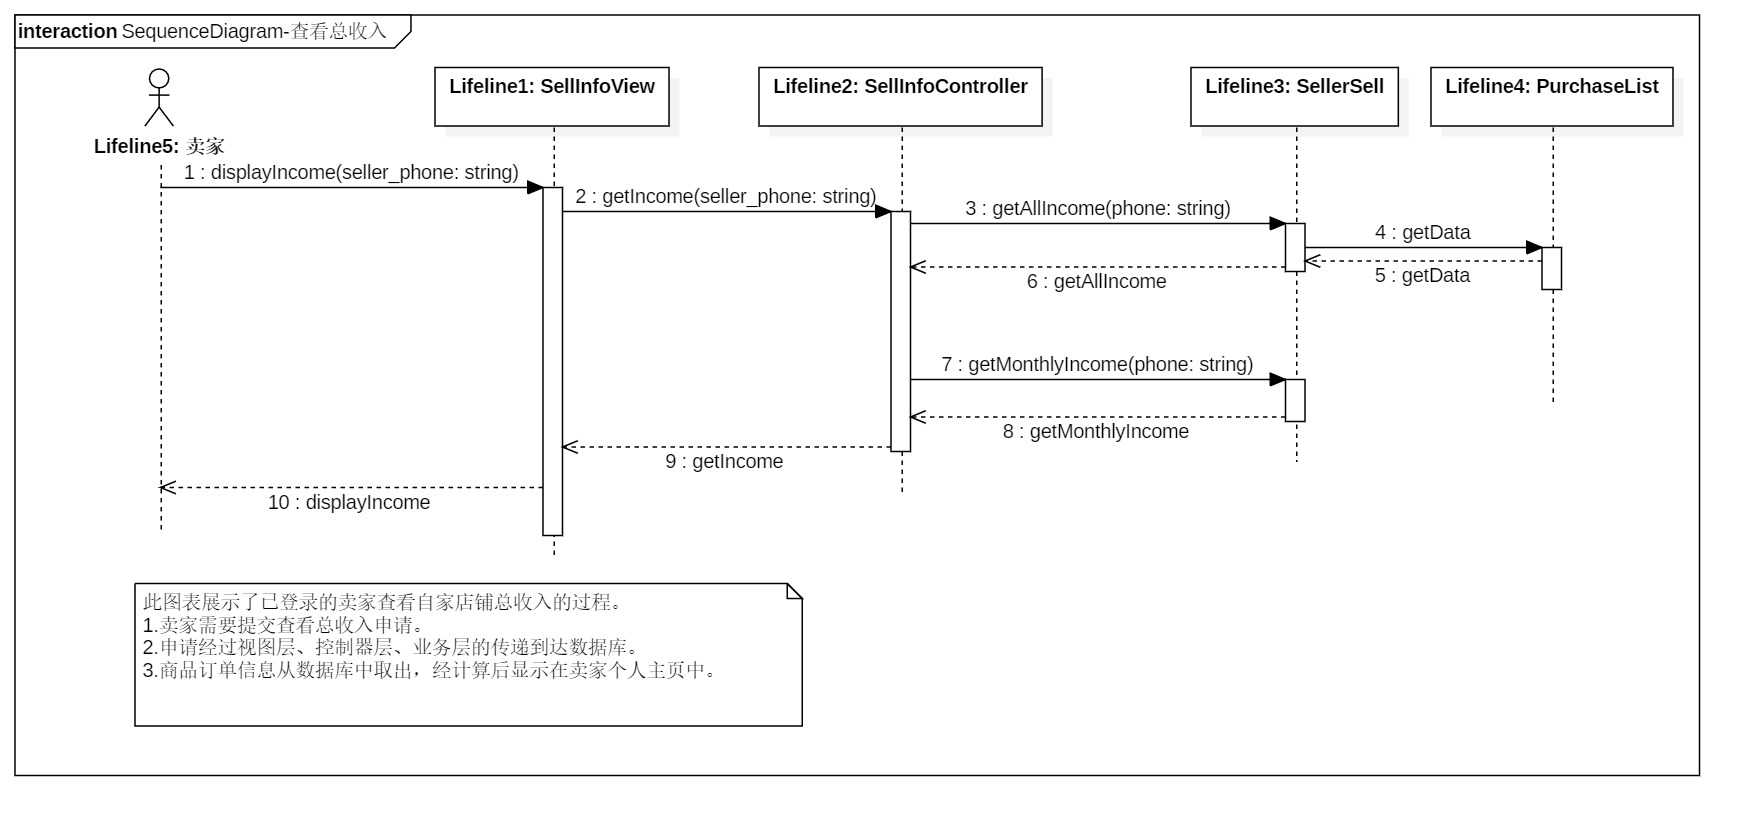 interaction SequenceDiagram-查看总收入
Lifeline1: SellInfoView
Lifeline2: SellInfoController
Lifeline3: SellerSell
Lifeline4: PurchaseList
Lifeline5: 卖家
1 : displayIncome(seller_phone: string)
2 : getIncome(seller_phone: string)
3 : getAllIncome(phone: string)
4 : getData
5 : getData
6 : getAllIncome
7 : getMonthlyIncome(phone: string)
8 : getMonthlyIncome
9 : getIncome
10 : displayIncome
此图表展示了已登录的卖家查看自家店铺总收入的过程。
1.卖家需要提交查看总收入申请。
2.申请经过视图层、控制器层、业务层的传递到达数据库。
3.商品订单信息从数据库中取出，经计算后显示在卖家个人主页中。